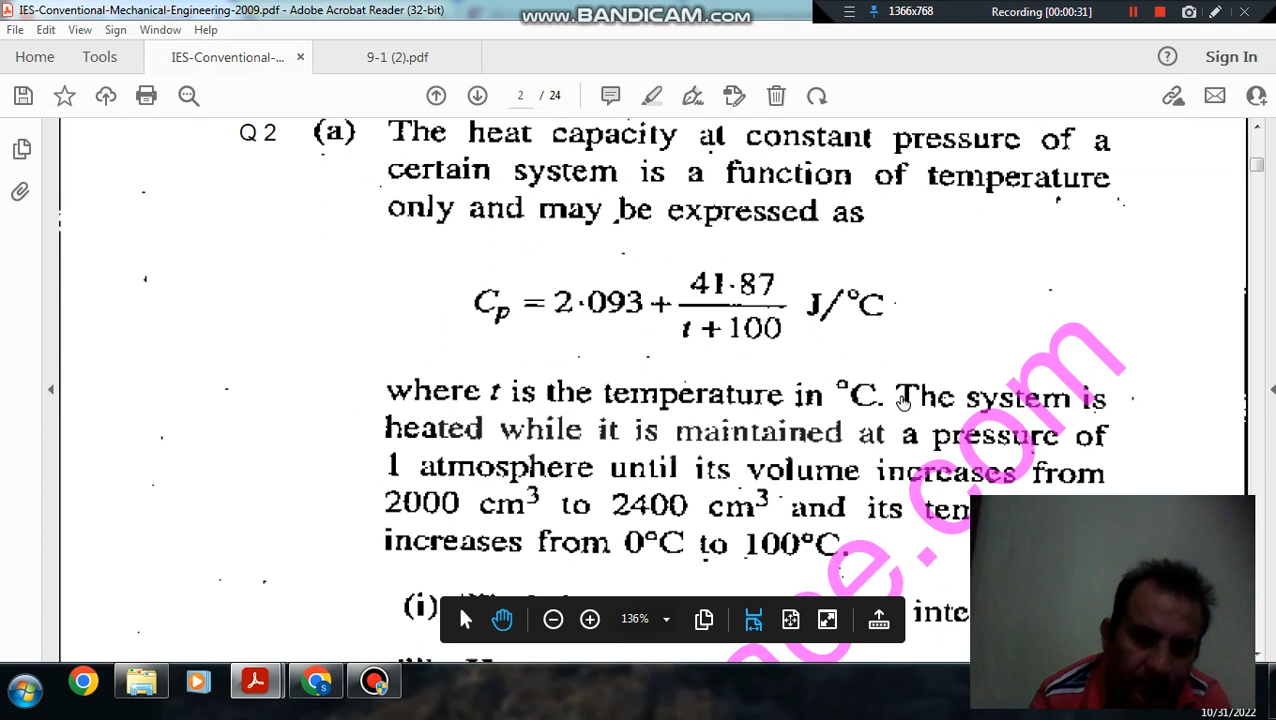 IES-Conventional-Mechanical-Engineering-2009.pdf - Adobe Acrobat Reader (32-bit)
www.BANDICAM.com
1366x768
Recording [00:00:31]
File Edit View Sign Window Help
Home Tools IES-Conventional-... × 9-1 (2).pdf Sign In
2 / 24
Q 2 (a) The heat capacity at constant pressure of a
certain system is a function of temperature
only and may be expressed as
Cp = 2·093 + 41·87 / t + 100 J/°C
where t is the temperature in °C. The system is
heated while it is maintained at a pressure of
1 atmosphere until its volume increases from
2000 cm³ to 2400 cm³ and its
increases from 0°C to 100°C.
(i)
136%
10/31/2022